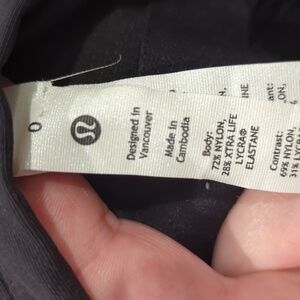 0
Designed in
Vancouver
Made in
Cambodia
Body:
72% NYLON,
28% XTRA LIFE
LYCRA®
ELASTANE
Contrast:
69% NYLON,